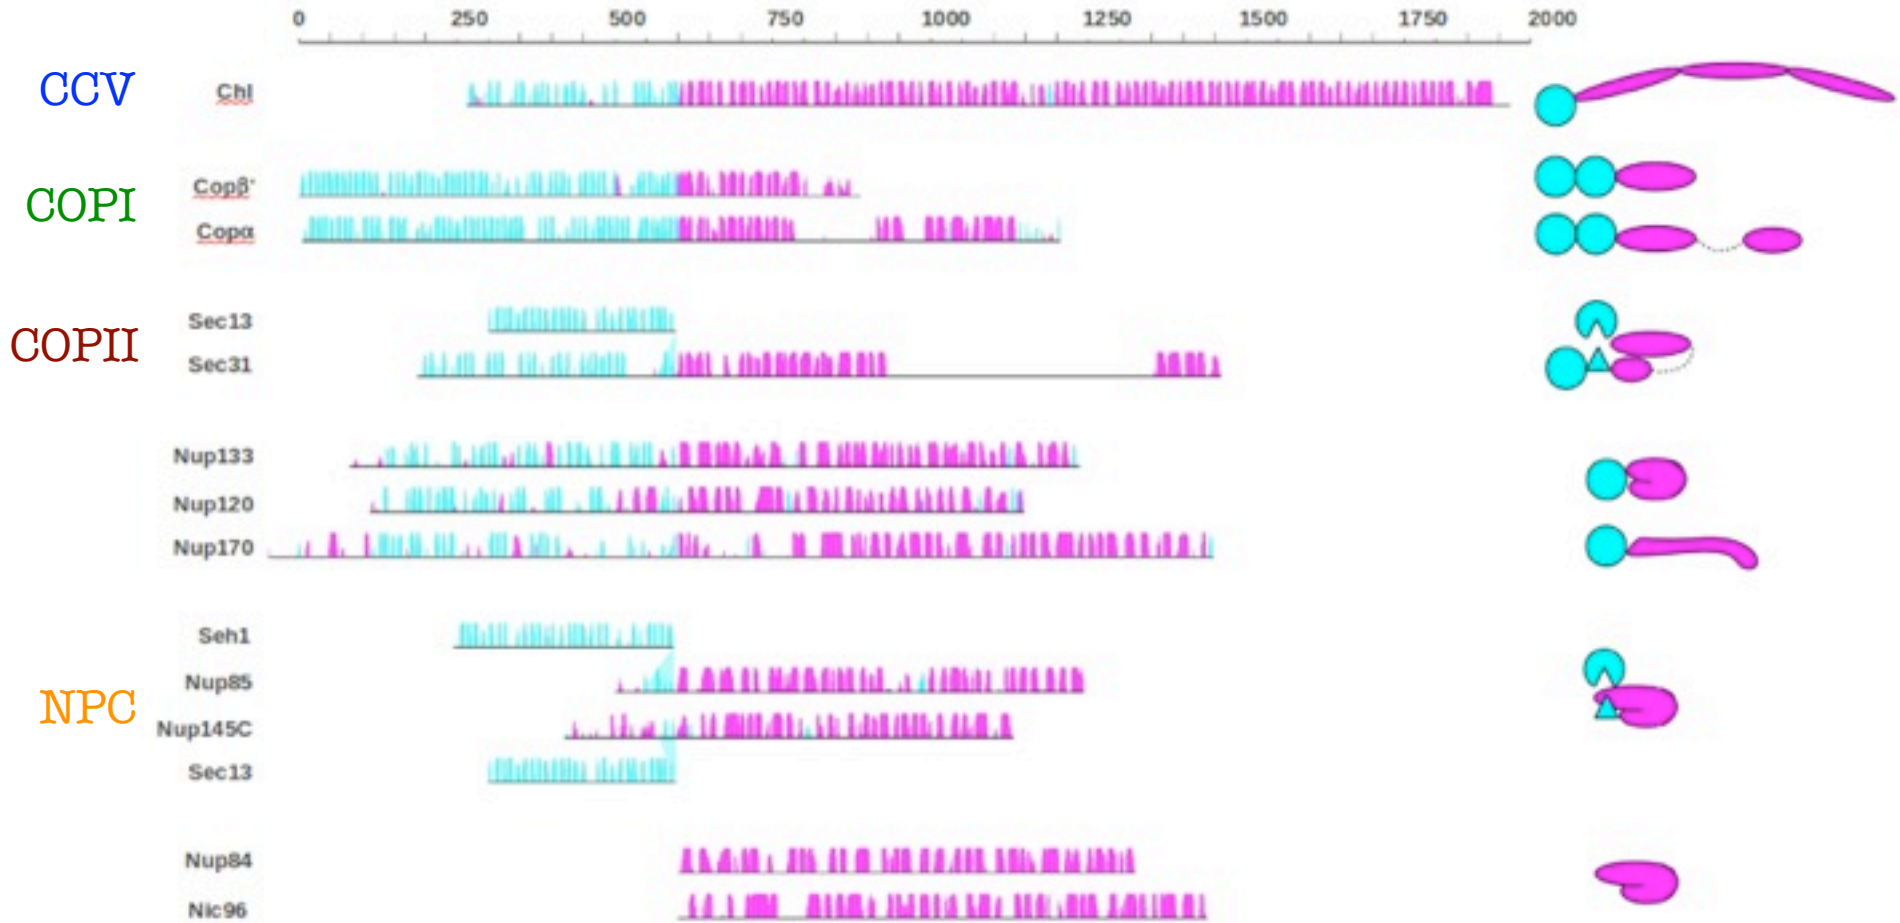 0 250 500 750 1000 1250 1500 1750 2000
CCV
Chl
COPI
Copβ'
Copα
COPII
Sec13
Sec31
Nup133
Nup120
Nup170
NPC
Seh1
Nup85
Nup145C
Sec13
Nup84
Nic96